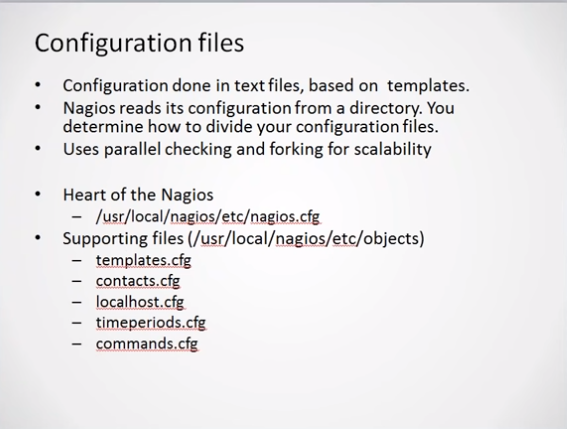 Configuration files
• Configuration done in text files, based on templates.
• Nagios reads its configuration from a directory. You
determine how to divide your configuration files.
• Uses parallel checking and forking for scalability
• Heart of the Nagios
– /usr/local/nagios/etc/nagios.cfg
• Supporting files (/usr/local/nagios/etc/objects)
– templates.cfg
– contacts.cfg
– localhost.cfg
– timeperiods.cfg
– commands.cfg